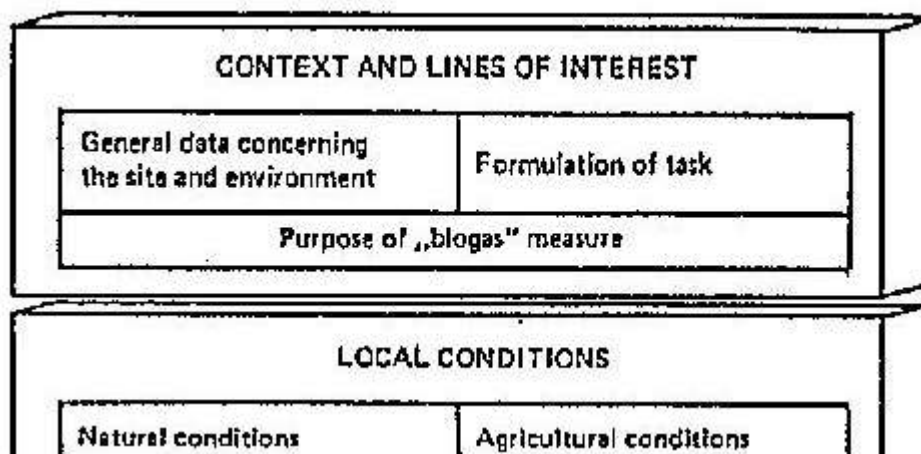 CONTEXT AND LINES OF INTEREST
General data concerning
the site and environment
Formulation of task
Purpose of „biogas" measure
LOCAL CONDITIONS
Natural conditions
Agricultural conditions